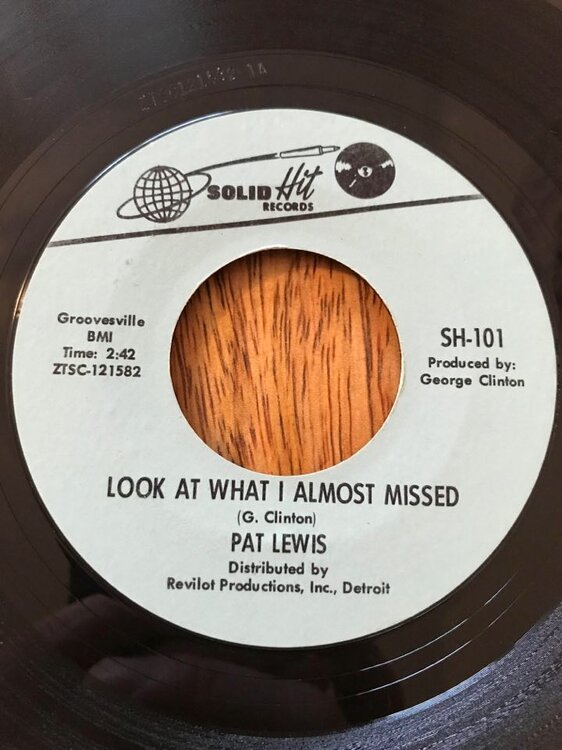 SOLID Hit
RECORDS
Groovesville
BMI
Time: 2:42
ZTSC-121582
SH-101
Produced by:
George Clinton
LOOK AT WHAT I ALMOST MISSED
(G. Clinton)
PAT LEWIS
Distributed by
Revilot Productions, Inc., Detroit